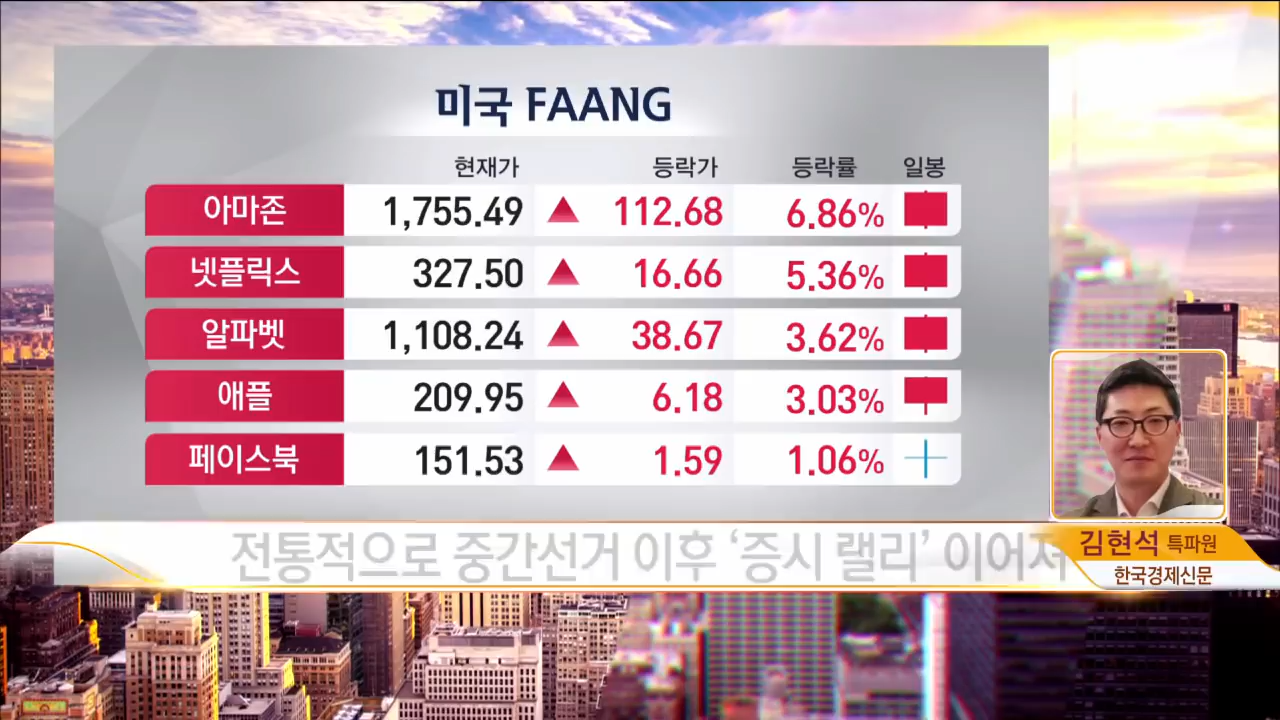 미국 FAANG
현재가 등락가 등락률 일봉
아마존 1,755.49 ▲ 112.68 6.86%
넷플릭스 327.50 ▲ 16.66 5.36%
알파벳 1,108.24 ▲ 38.67 3.62%
애플 209.95 ▲ 6.18 3.03%
페이스북 151.53 ▲ 1.59 1.06%
전통적으로 중간선거 이후 ‘증시 랠리’ 이어져
김현석 특파원
한국경제신문